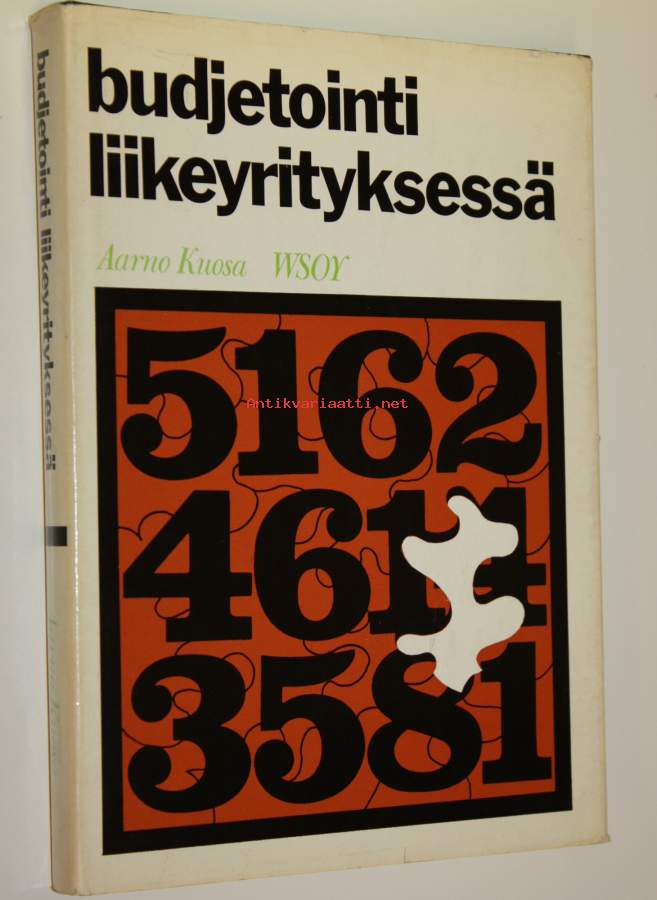 budjetointi
liikeyrityksessä
Aarno Kuosa WSOY
5162
Antikvariaatti.net
4614
3581
budjetointi liikeyrityksessä